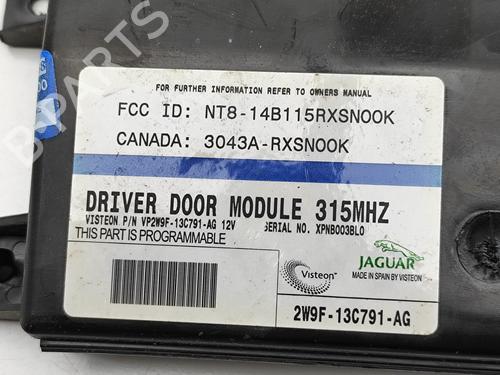 FOR FURTHER INFORMATION REFER TO OWNERS MANUAL
FCC ID: NT8-14B115RXSNOOK
CANADA: 3043A-RXSNOOK
DRIVER DOOR MODULE 315MHZ
VISTEON P/N VP2W9F-13C791-AG 12V SERIAL NO. XPNB003BL0
THIS PART IS PROGRAMMABLE
Visteon
JAGUAR
MADE IN SPAIN BY VISTEON
2W9F-13C791-AG
B-PARTS